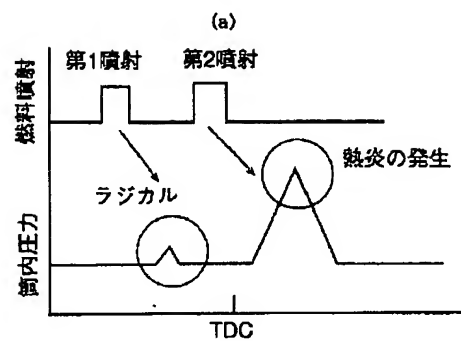 (a)
第1噴射
第2噴射
燃料噴射
熱炎の発生
ラジカル
筒内圧力
TDC